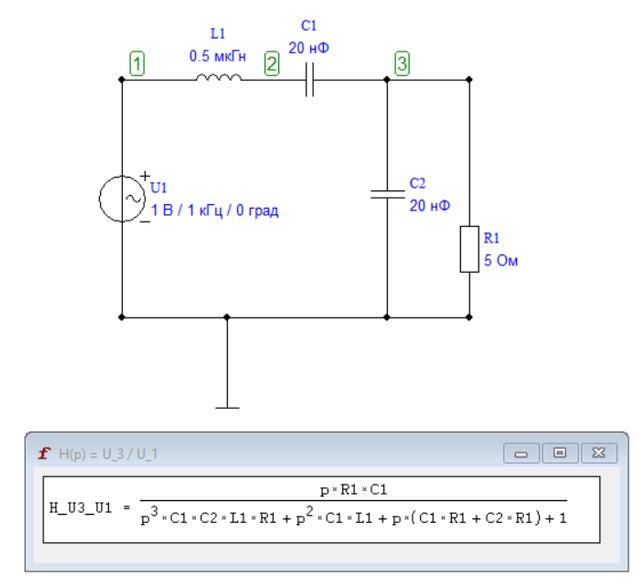 L1
0.5 мкГн
C1
20 нФ
1
2
3
+
U1
1 В / 1 кГц / 0 град
−
C2
20 нФ
R1
5 Ом
f H(p) = U_3 / U_1
H_U3_U1 = p*R1*C1
p^3*C1*C2*L1*R1 + p^2*C1*L1 + p*(C1*R1 + C2*R1) + 1